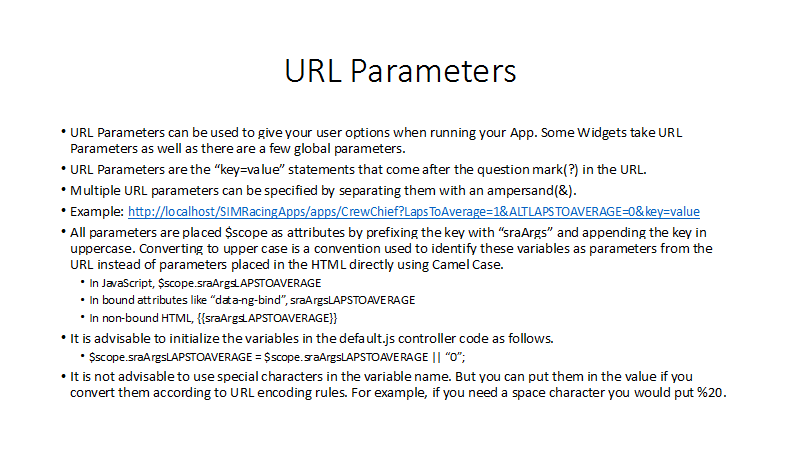 URL Parameters
• URL Parameters can be used to give your user options when running your App. Some Widgets take URL
Parameters as well as there are a few global parameters.
• URL Parameters are the “key=value” statements that come after the question mark(?) in the URL.
• Multiple URL parameters can be specified by separating them with an ampersand(&).
• Example: http://localhost/SIMRacingApps/apps/CrewChief?LapsToAverage=1&ALTLAPSTOAVERAGE=0&key=value
• All parameters are placed $scope as attributes by prefixing the key with “sraArgs” and appending the key in
uppercase. Converting to upper case is a convention used to identify these variables as parameters from the
URL instead of parameters placed in the HTML directly using Camel Case.
• In JavaScript, $scope.sraArgsLAPSTOAVERAGE
• In bound attributes like “data-ng-bind”, sraArgsLAPSTOAVERAGE
• In non-bound HTML, {{sraArgsLAPSTOAVERAGE}}
• It is advisable to initialize the variables in the default.js controller code as follows.
• $scope.sraArgsLAPSTOAVERAGE = $scope.sraArgsLAPSTOAVERAGE || “0”;
• It is not advisable to use special characters in the variable name. But you can put them in the value if you
convert them according to URL encoding rules. For example, if you need a space character you would put %20.